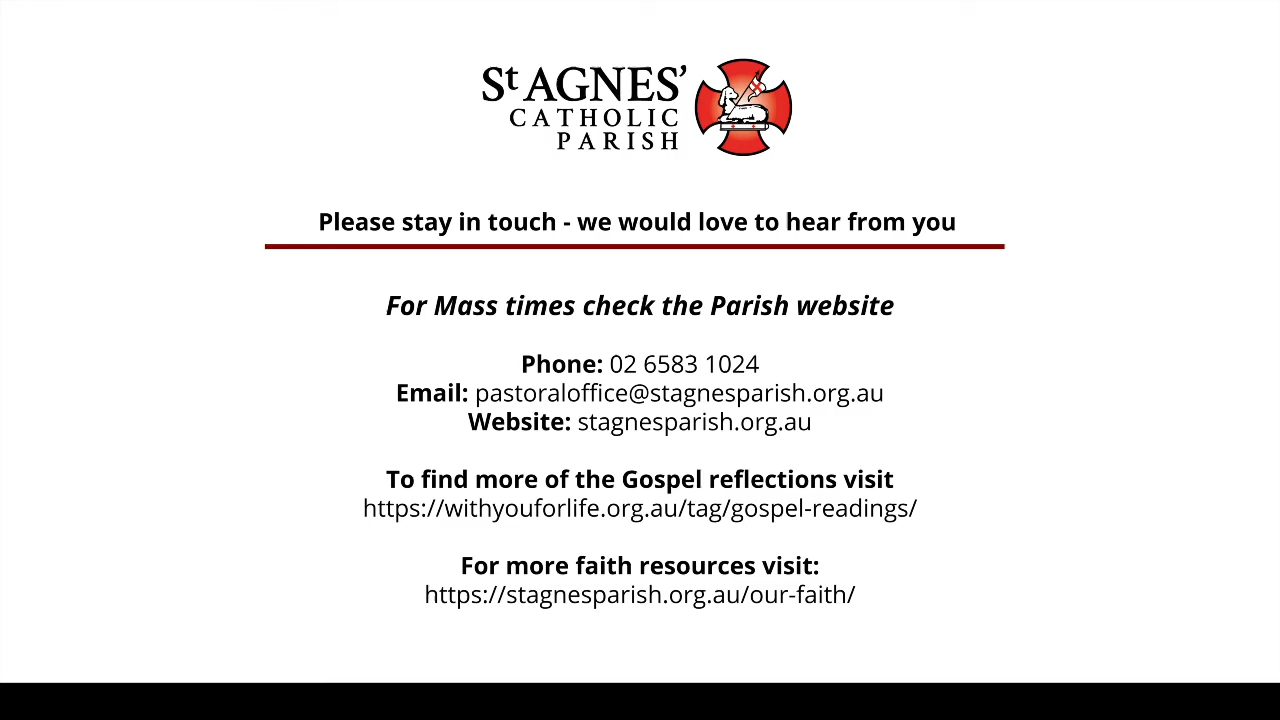 St AGNES'
CATHOLIC
PARISH
Please stay in touch - we would love to hear from you
For Mass times check the Parish website
Phone: 02 6583 1024
Email: pastoraloffice@stagnesparish.org.au
Website: stagnesparish.org.au
To find more of the Gospel reflections visit
https://withyouforlife.org.au/tag/gospel-readings/
For more faith resources visit:
https://stagnesparish.org.au/our-faith/